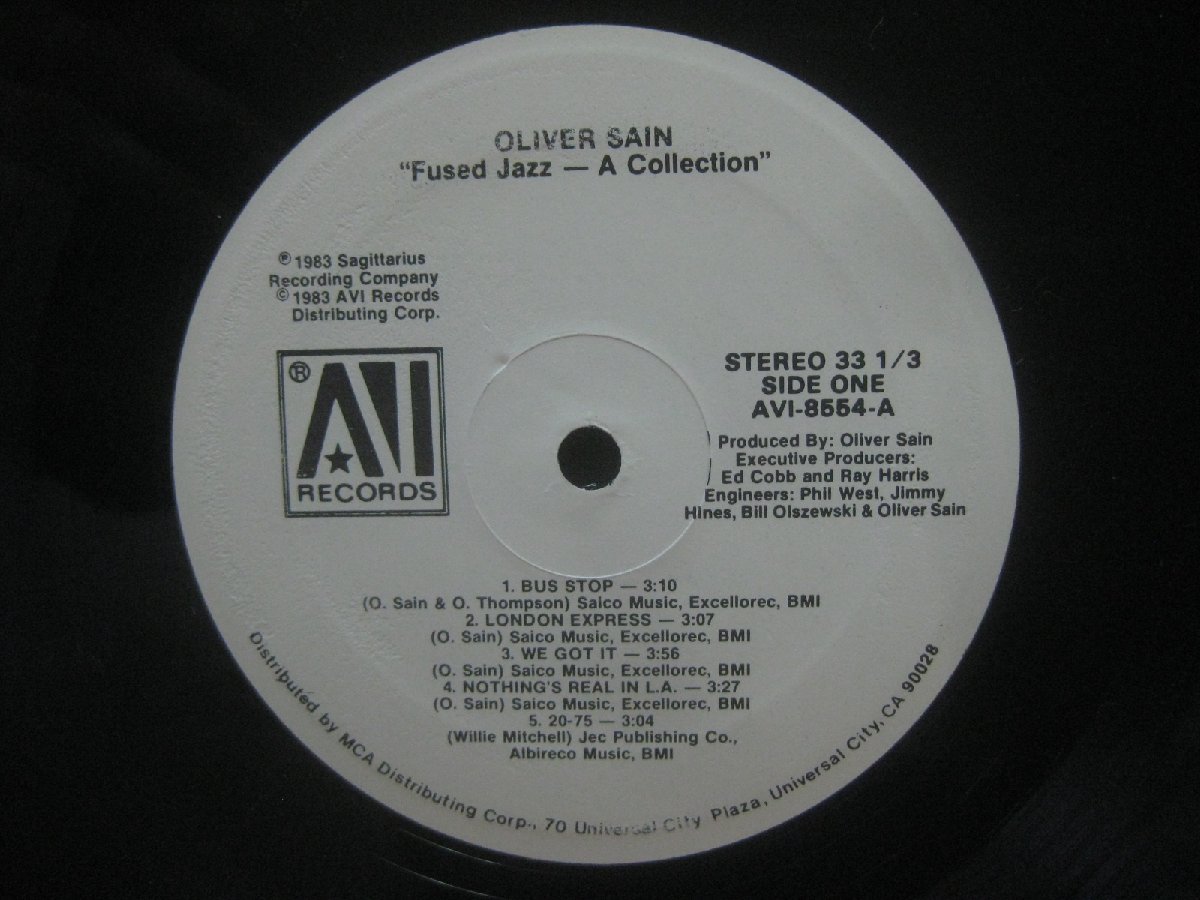 OLIVER SAIN
“Fused Jazz — A Collection”
℗ 1983 Sagittarius
Recording Company
© 1983 AVI Records
Distributing Corp.
® AVI
RECORDS
STEREO 33 1/3
SIDE ONE
AVI-8554-A
Produced By: Oliver Sain
Executive Producers:
Ed Cobb and Ray Harris
Engineers: Phil West, Jimmy
Hines, Bill Olszewski & Oliver Sain
1. BUS STOP — 3:10
(O. Sain & O. Thompson) Saico Music, Excellorec, BMI
2. LONDON EXPRESS — 3:07
(O. Sain) Saico Music, Excellorec, BMI
3. WE GOT IT — 3:56
(O. Sain) Saico Music, Excellorec, BMI
4. NOTHING'S REAL IN L.A. — 3:27
(O. Sain) Saico Music, Excellorec, BMI
5. 20-75 — 3:04
(Willie Mitchell) Jec Publishing Co.,
Albireco Music, BMI
Distributed by MCA Distributing Corp., 70 Universal City Plaza, Universal City, CA 90028